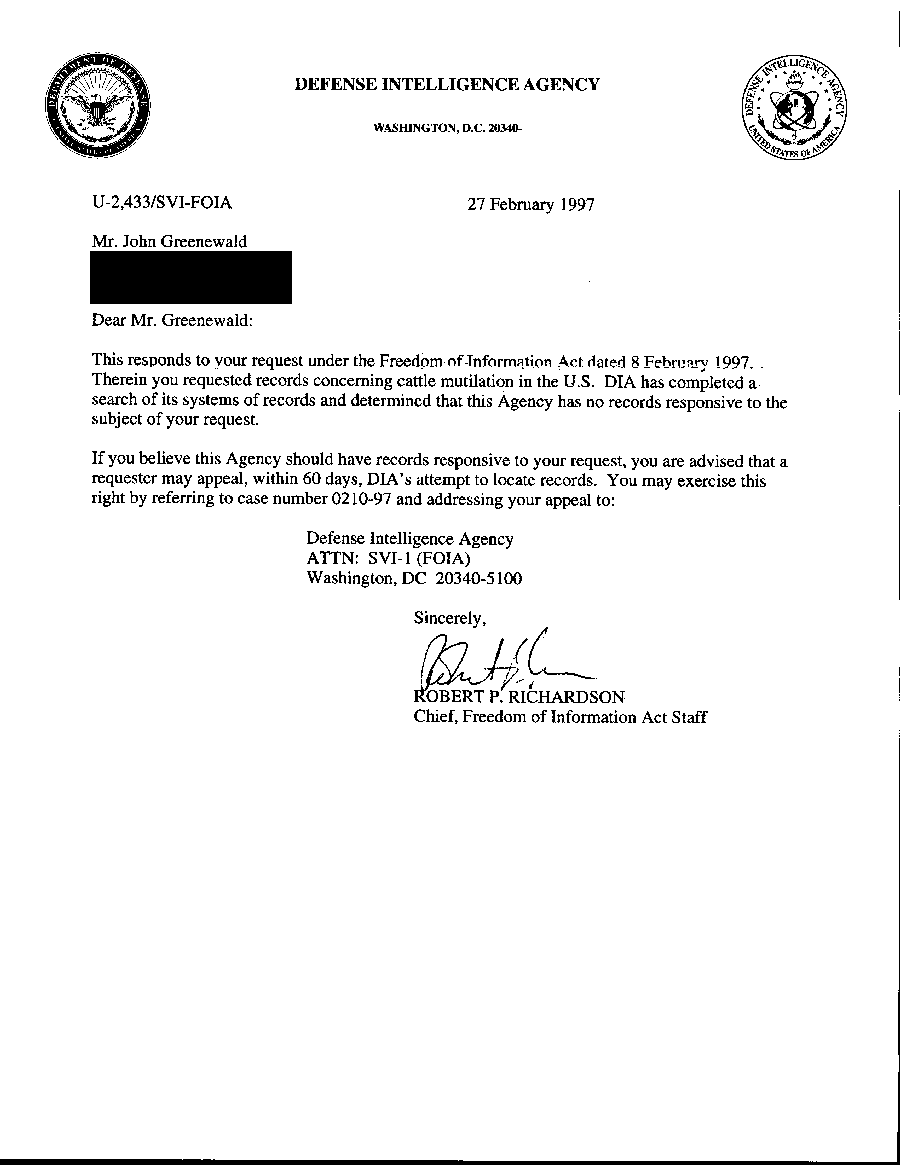 DEPARTMENT OF DEFENSE
UNITED STATES OF AMERICA
DEFENSE INTELLIGENCE AGENCY
WASHINGTON, D.C. 20340-
DEFENSE INTELLIGENCE AGENCY
UNITED STATES OF AMERICA
U-2,433/SVI-FOIA 27 February 1997
Mr. John Greenewald
Dear Mr. Greenewald:
This responds to your request under the Freedom of Information Act dated 8 February 1997.
Therein you requested records concerning cattle mutilation in the U.S. DIA has completed a
search of its systems of records and determined that this Agency has no records responsive to the
subject of your request.
If you believe this Agency should have records responsive to your request, you are advised that a
requester may appeal, within 60 days, DIA's attempt to locate records. You may exercise this
right by referring to case number 0210-97 and addressing your appeal to:
Defense Intelligence Agency
ATTN: SVI-1 (FOIA)
Washington, DC 20340-5100
Sincerely,
ROBERT P. RICHARDSON
Chief, Freedom of Information Act Staff